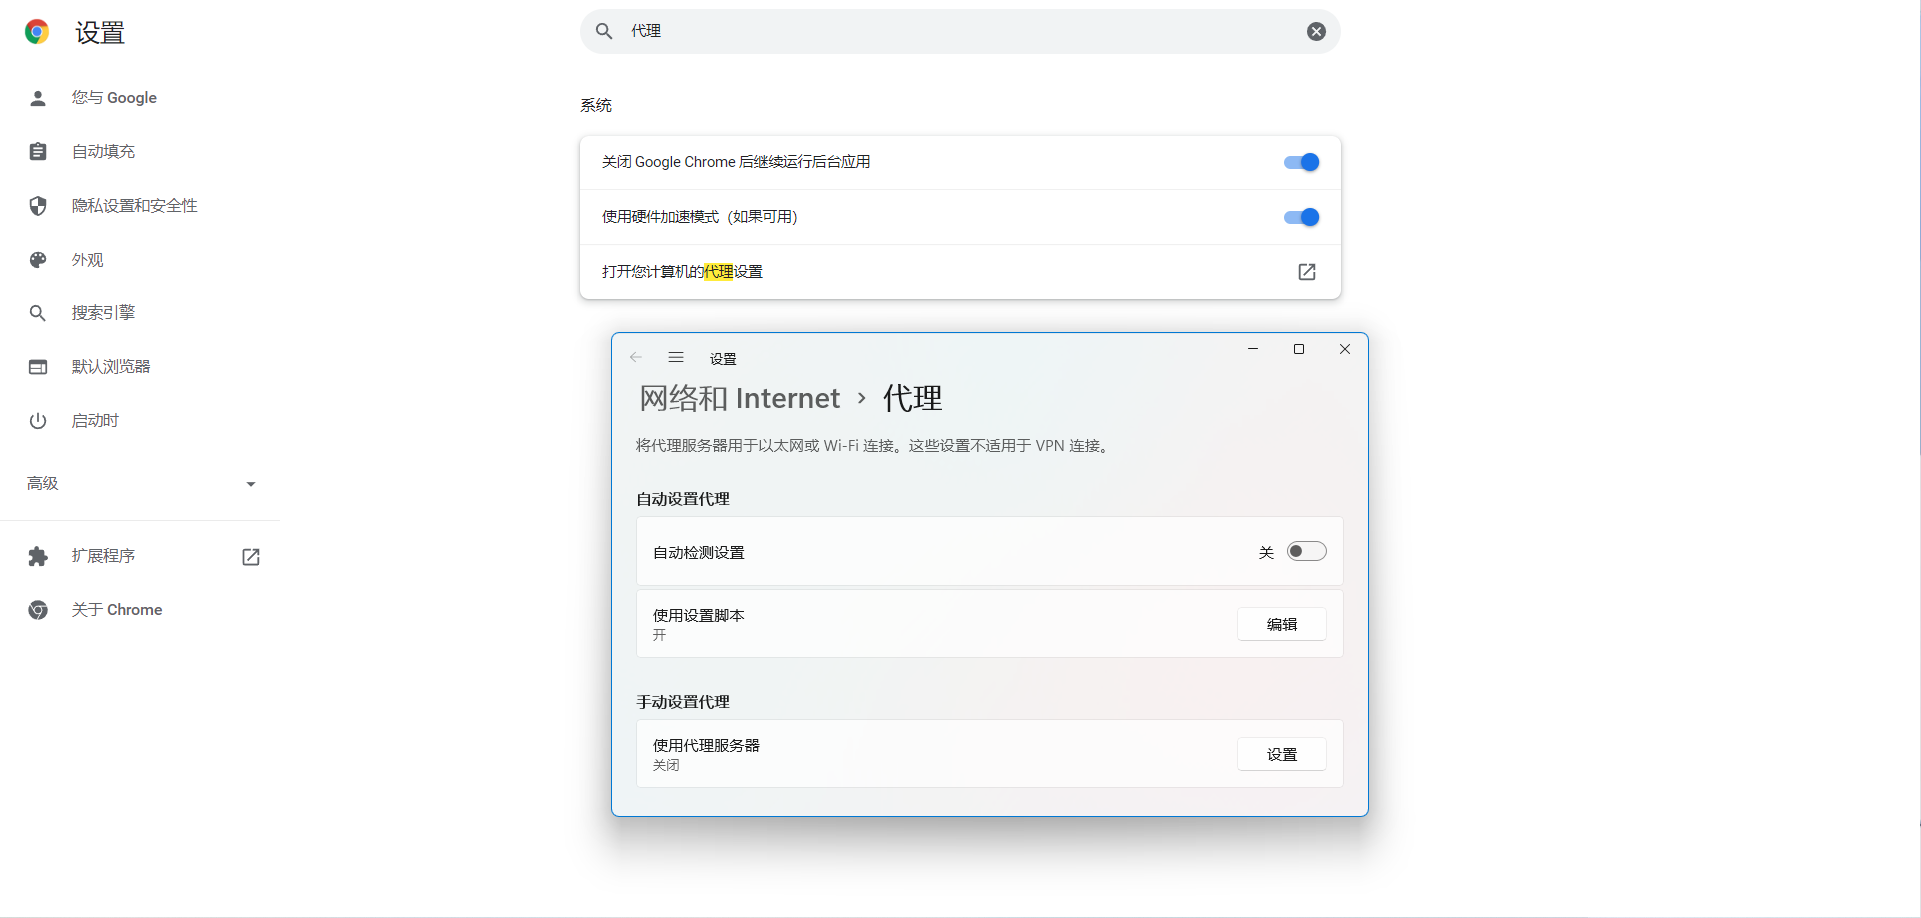 设置
代理
您与 Google
自动填充
隐私设置和安全性
外观
搜索引擎
默认浏览器
启动时
高级
扩展程序
关于 Chrome
系统
关闭 Google Chrome 后继续运行后台应用
使用硬件加速模式（如果可用）
打开您计算机的代理设置
设置
网络和 Internet › 代理
将代理服务器用于以太网或 Wi-Fi 连接。这些设置不适用于 VPN 连接。
自动设置代理
自动检测设置
关
使用设置脚本
开
编辑
手动设置代理
使用代理服务器
关闭
设置